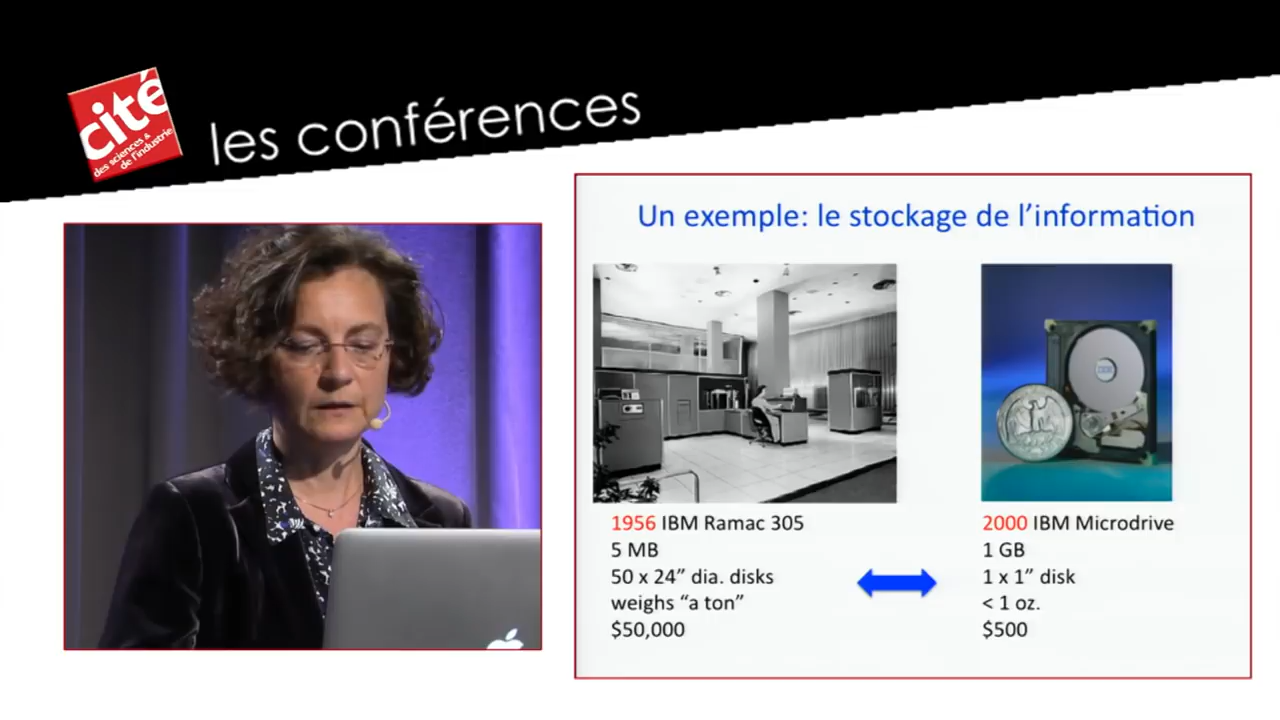 cité
des sciences &
de l'industrie
les conférences
Un exemple: le stockage de l'information
1956 IBM Ramac 305
5 MB
50 x 24” dia. disks
weighs “a ton”
$50,000
2000 IBM Microdrive
1 GB
1 x 1” disk
< 1 oz.
$500